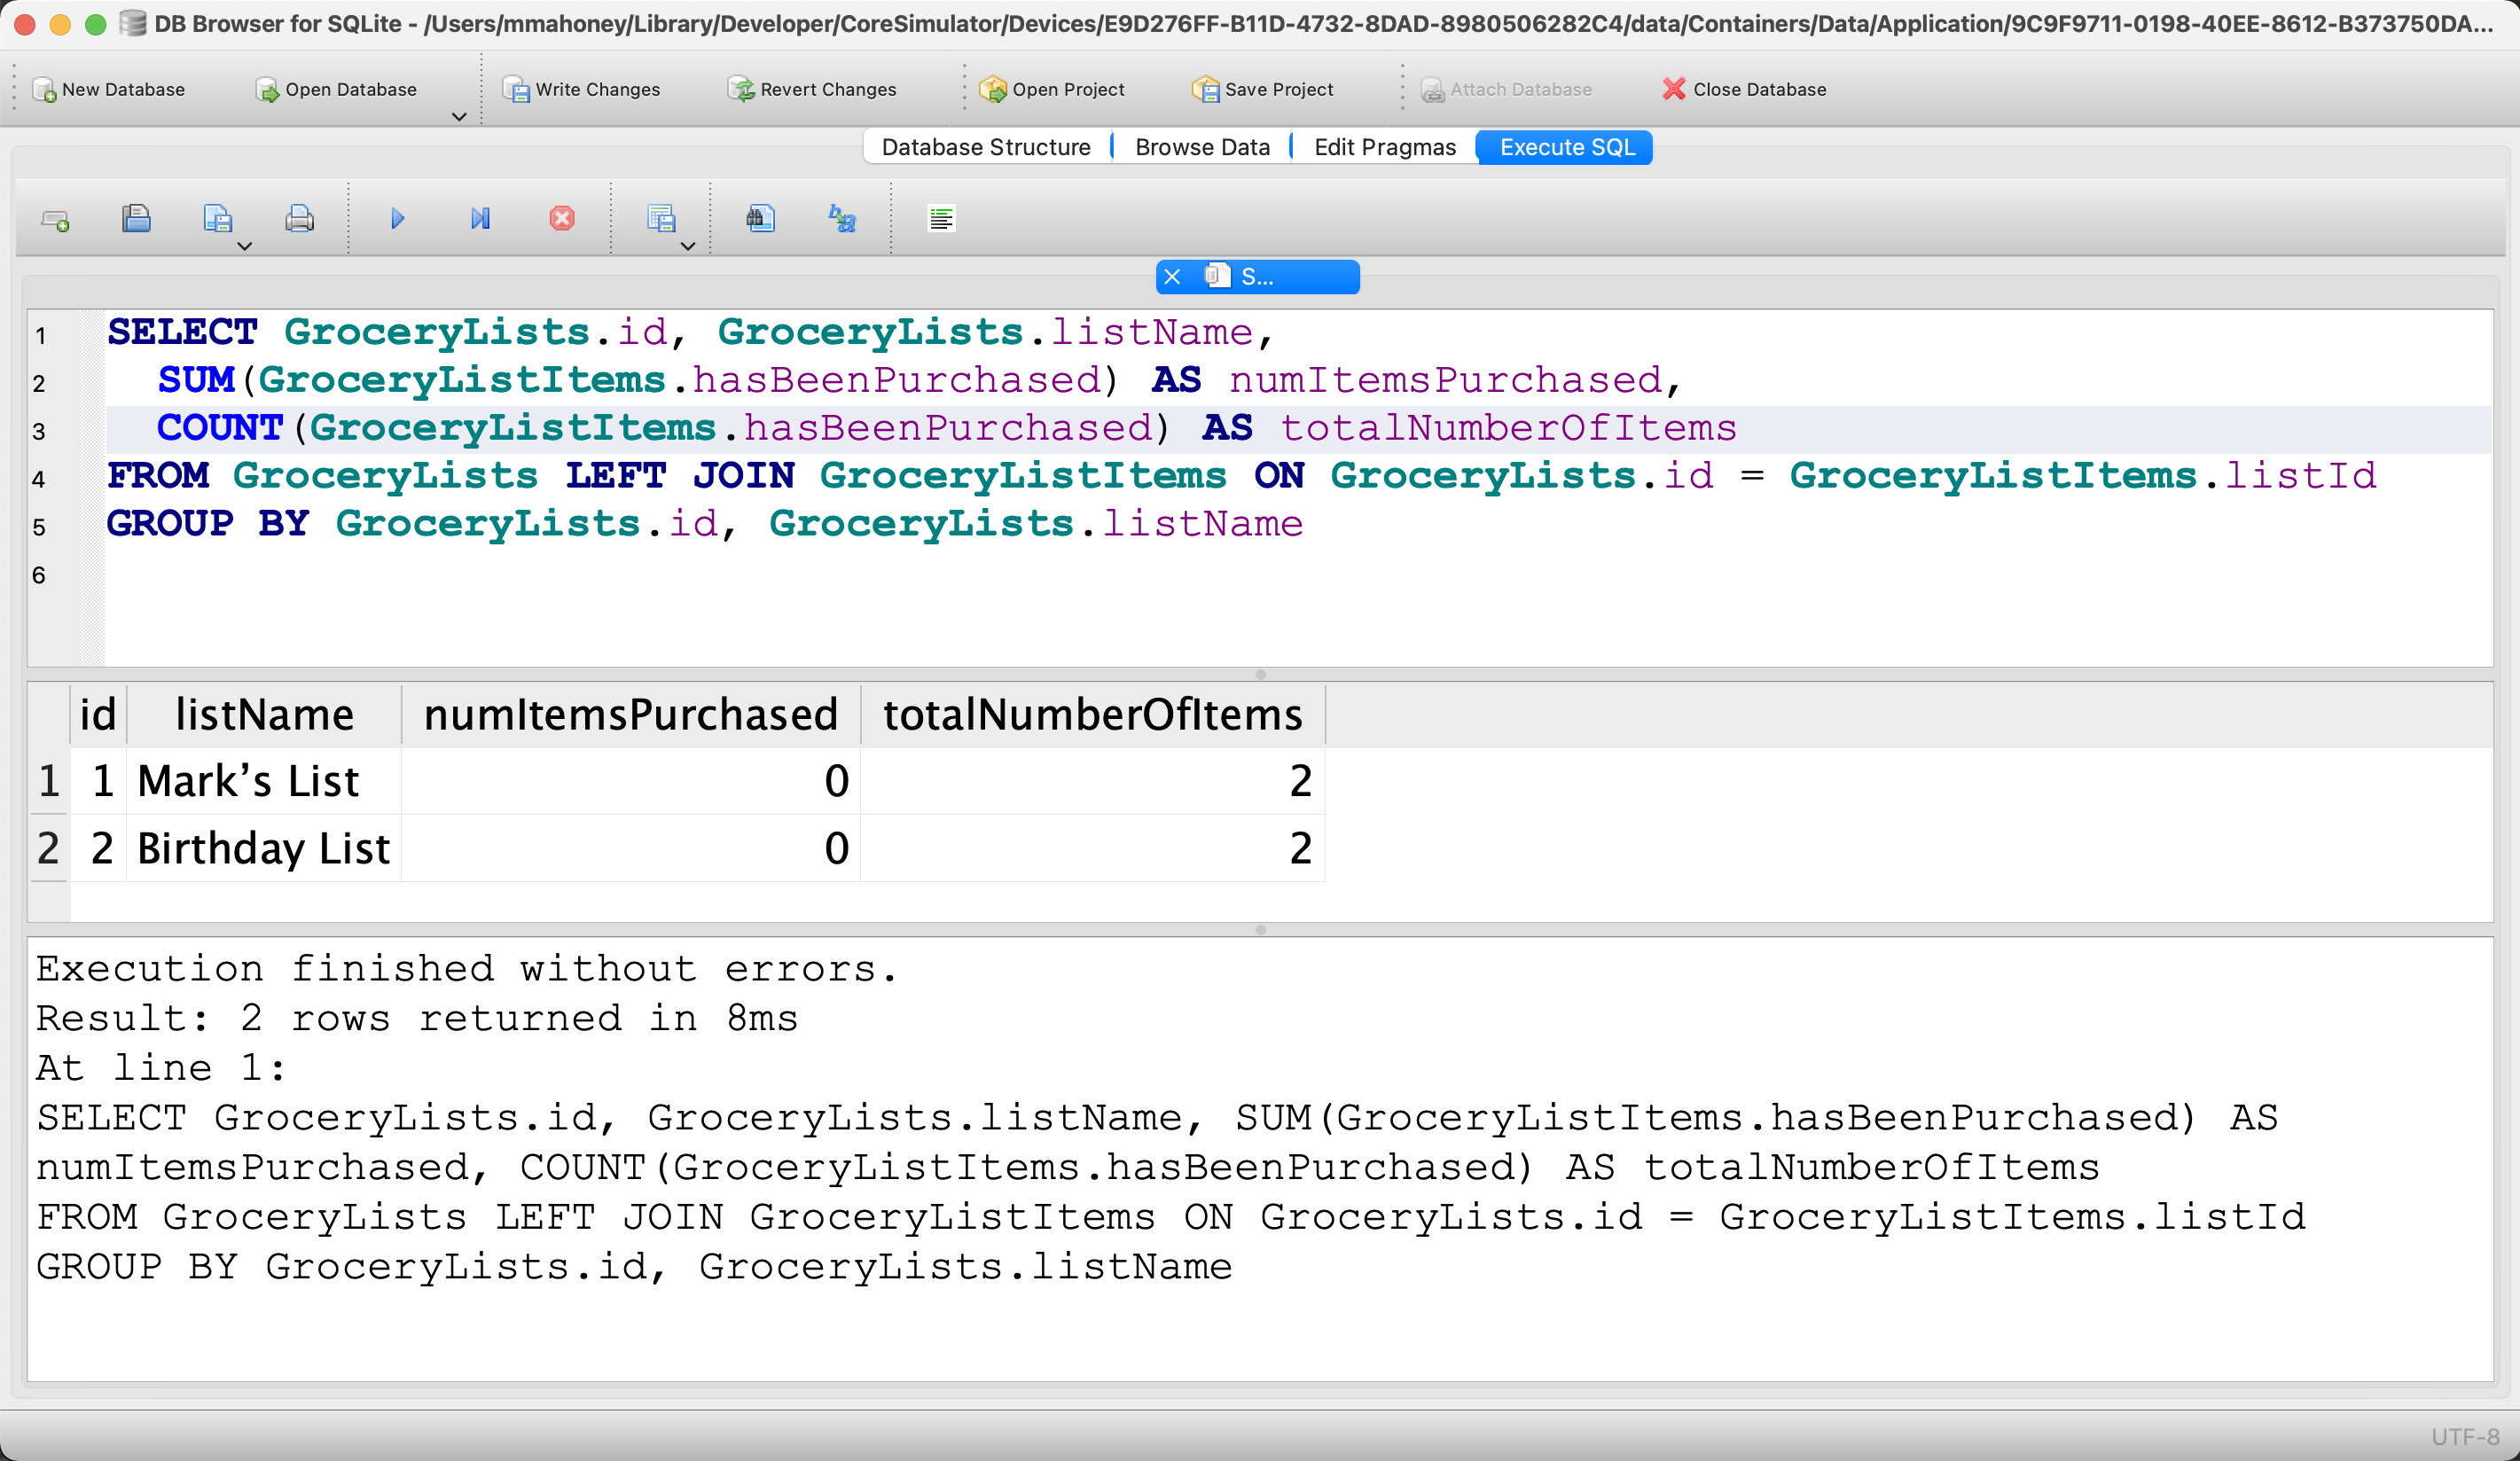 DB Browser for SQLite - /Users/mmahoney/Library/Developer/CoreSimulator/Devices/E9D276FF-B11D-4732-8DAD-8980506282C4/data/Containers/Data/Application/9C9F9711-0198-40EE-8612-B373750DA...
New Database Open Database Write Changes Revert Changes Open Project Save Project Attach Database Close Database
Database Structure Browse Data Edit Pragmas Execute SQL
S...
1 SELECT GroceryLists.id, GroceryLists.listName,
2 SUM(GroceryListItems.hasBeenPurchased) AS numItemsPurchased,
3 COUNT(GroceryListItems.hasBeenPurchased) AS totalNumberOfItems
4 FROM GroceryLists LEFT JOIN GroceryListItems ON GroceryLists.id = GroceryListItems.listId
5 GROUP BY GroceryLists.id, GroceryLists.listName
6
id listName numItemsPurchased totalNumberOfItems
1 1 Mark’s List 0 2
2 2 Birthday List 0 2
Execution finished without errors.
Result: 2 rows returned in 8ms
At line 1:
SELECT GroceryLists.id, GroceryLists.listName, SUM(GroceryListItems.hasBeenPurchased) AS
numItemsPurchased, COUNT(GroceryListItems.hasBeenPurchased) AS totalNumberOfItems
FROM GroceryLists LEFT JOIN GroceryListItems ON GroceryLists.id = GroceryListItems.listId
GROUP BY GroceryLists.id, GroceryLists.listName
UTF-8